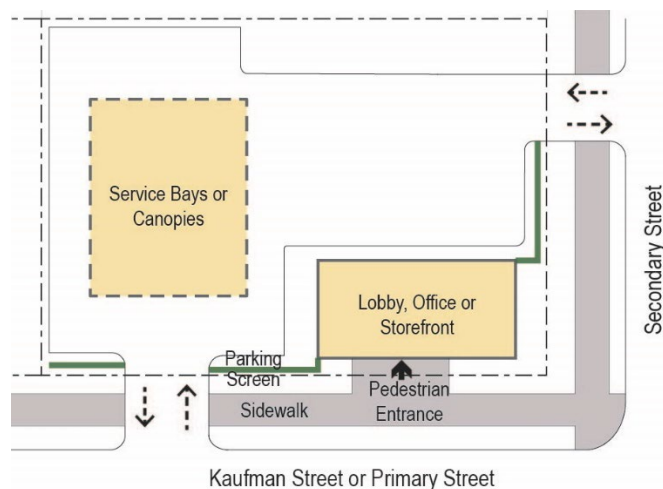 Service Bays or
Canopies
Lobby, Office or
Storefront
Secondary Street
Parking
Screen
Pedestrian
Entrance
Sidewalk
Kaufman Street or Primary Street